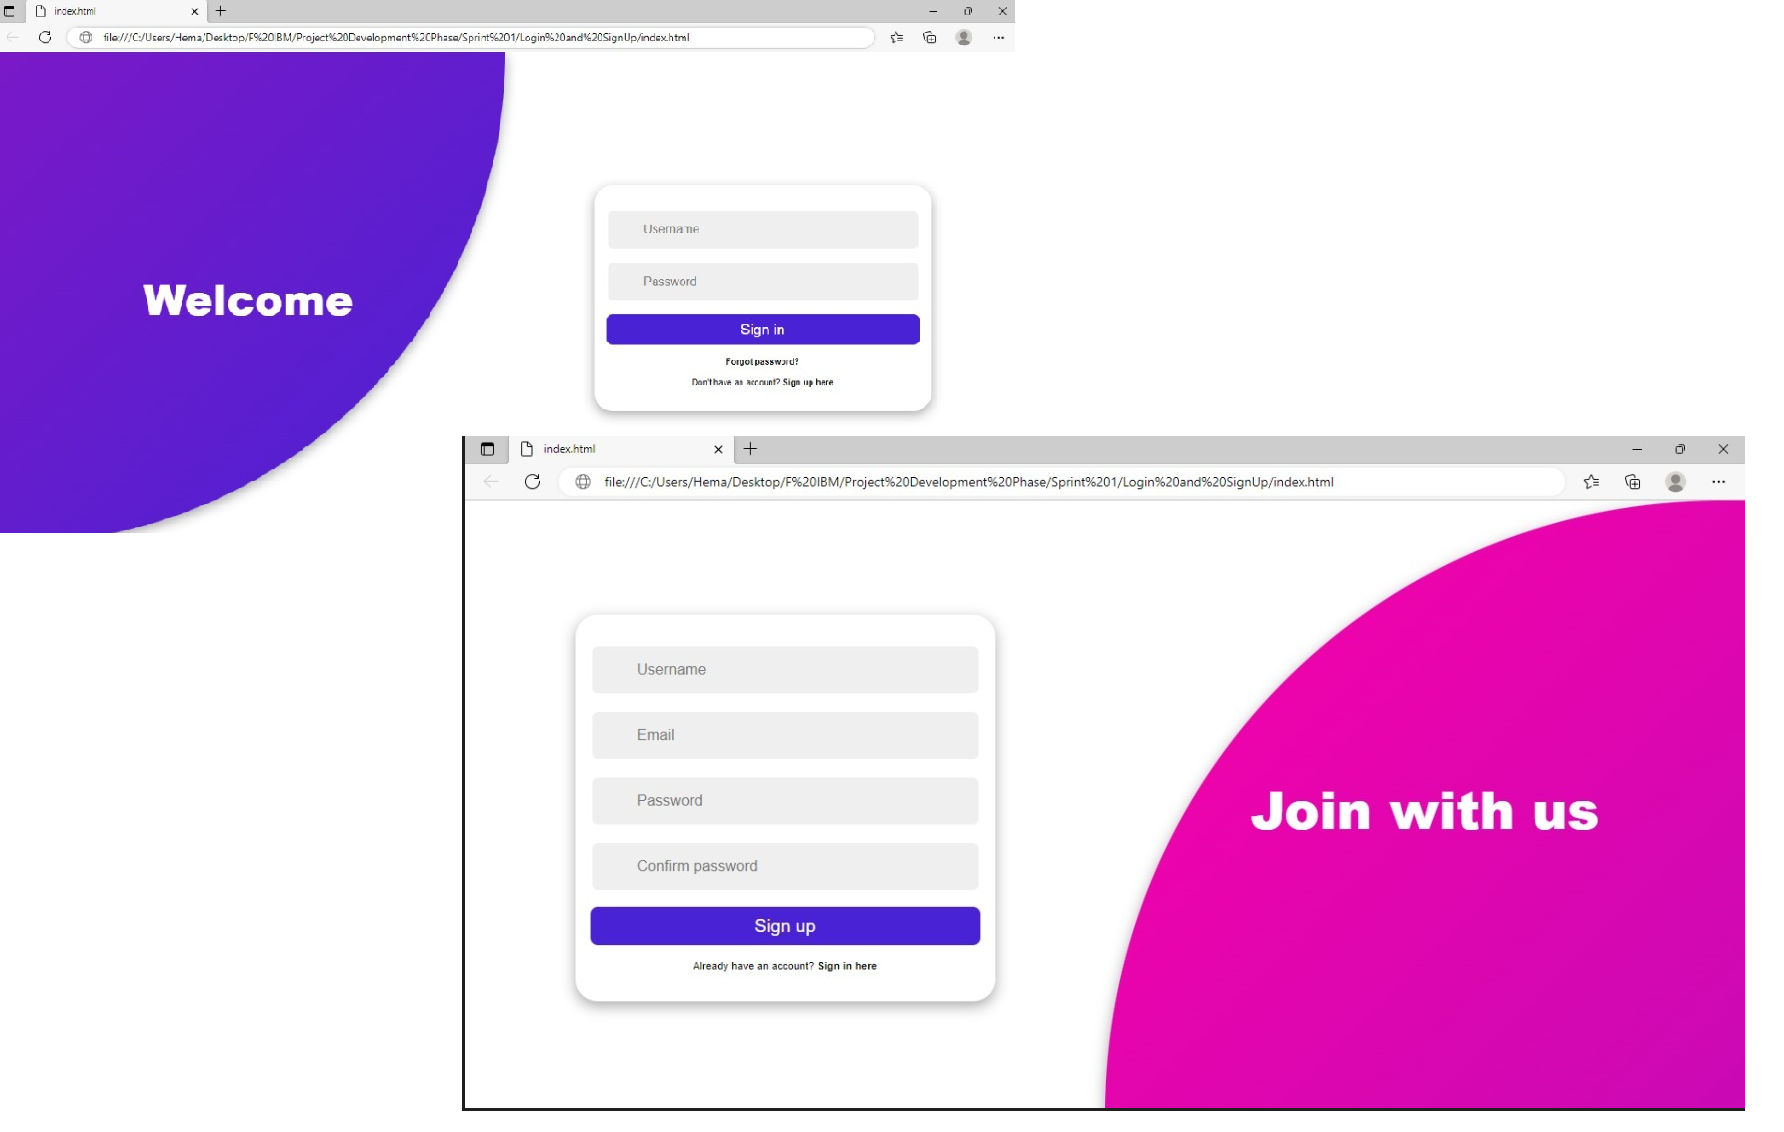 index.html
file:///C:/Users/Hema/Desktop/F%20IBM/Project%20Development%20Phase/Sprint%201/Login%20and%20SignUp/index.html
Welcome
Username
Password
Sign in
Forgot password?
Don't have an account? Sign up here
index.html
file:///C:/Users/Hema/Desktop/F%20IBM/Project%20Development%20Phase/Sprint%201/Login%20and%20SignUp/index.html
Username
Email
Password
Confirm password
Sign up
Already have an account? Sign in here
Join with us